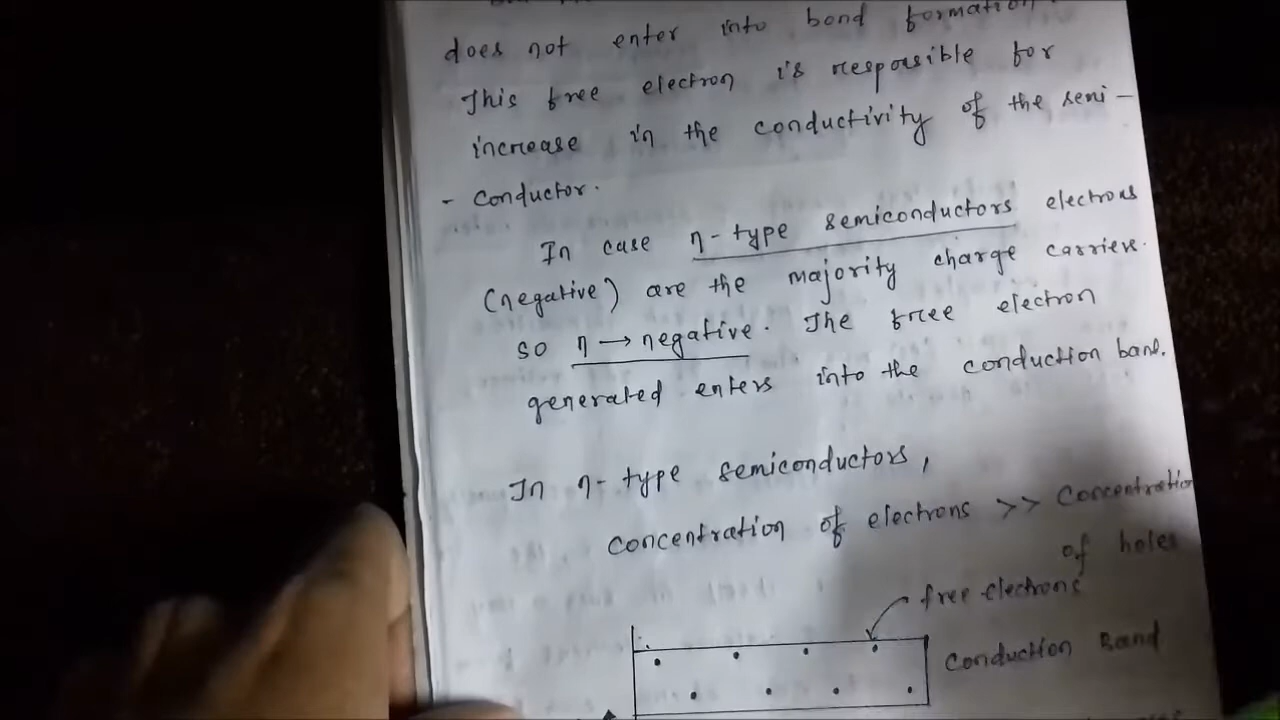 does not enter into bond formation.
This free electron is responsible for
increase in the conductivity of the semi-
- Conductor.
In case n-type semiconductors electrons
(negative) are the majority charge carriers.
so n → negative. The free electron
generated enters into the conduction band.
In n-type semiconductors,
Concentration of electrons >> Concentration
of holes
free electrons
Conduction Band